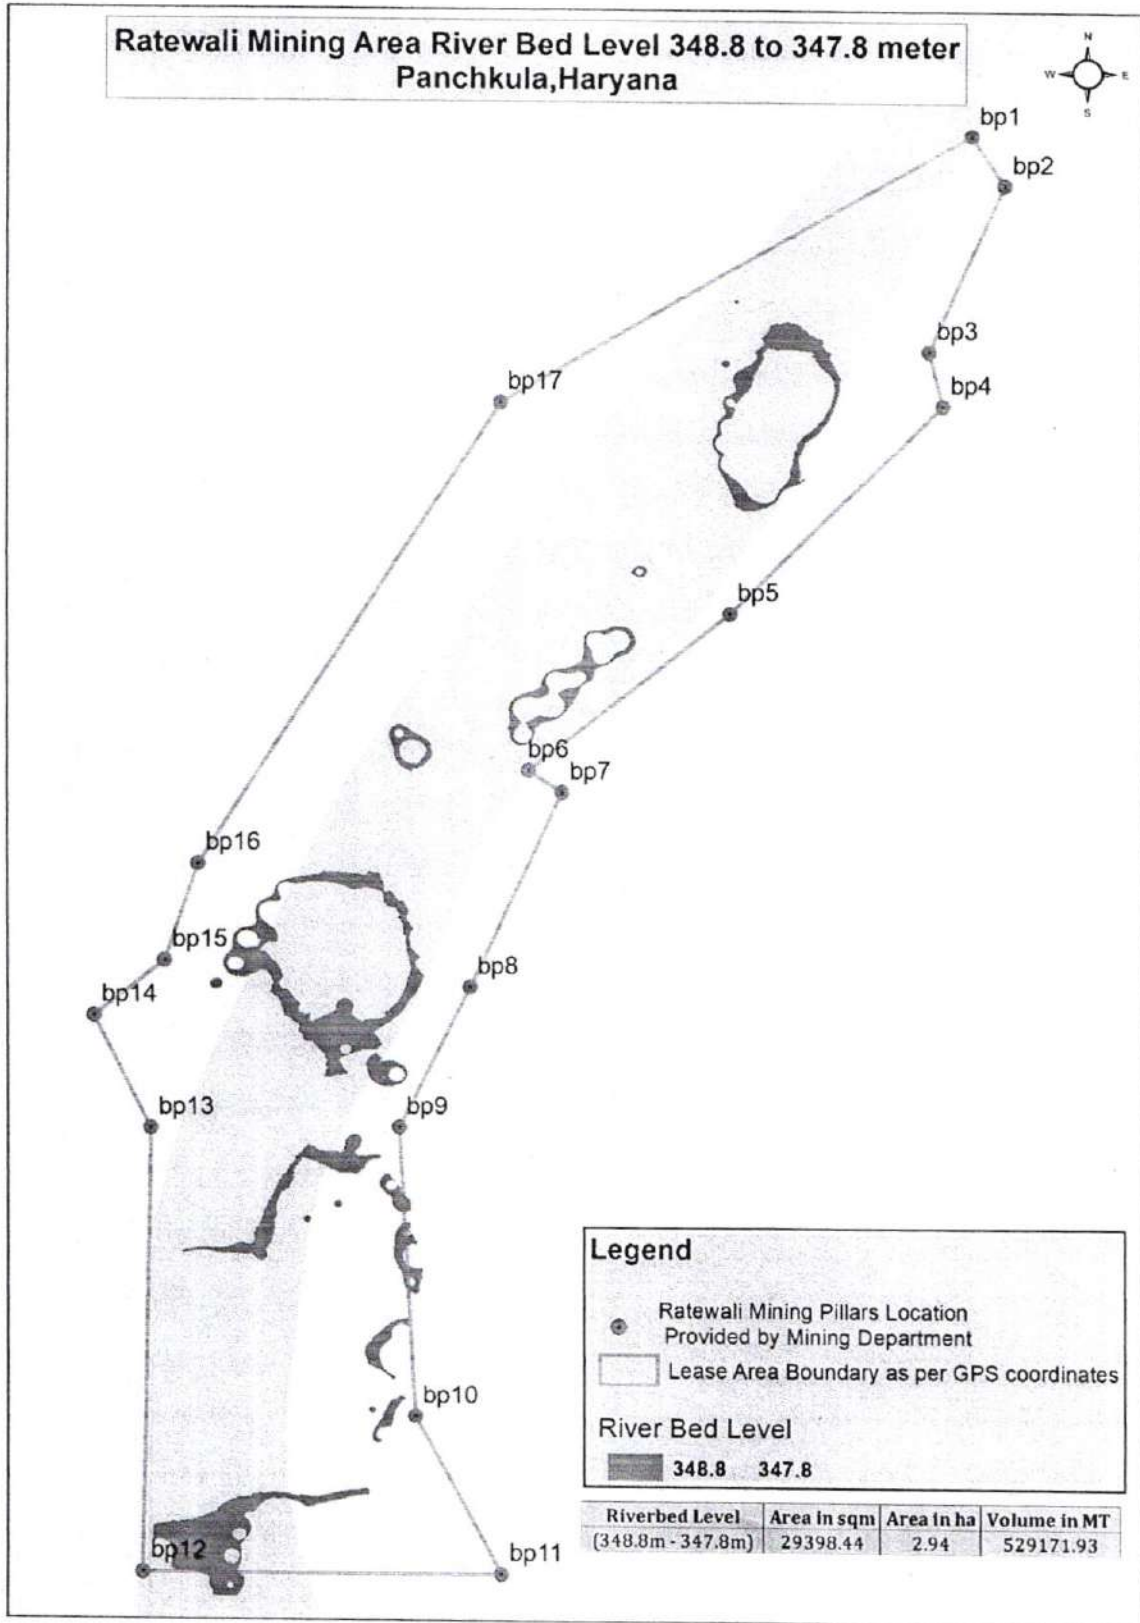 Ratewali Mining Area River Bed Level 348.8 to 347.8 meter
Panchkula,Haryana
N
W E
S
bp1
bp2
bp3
bp4
bp17
bp5
bp6
bp7
bp16
bp15
bp8
bp14
bp13
bp9
bp10
bp12
bp11
Legend
Ratewali Mining Pillars Location
Provided by Mining Department
Lease Area Boundary as per GPS coordinates
River Bed Level
348.8 347.8
Riverbed Level Area in sqm Area in ha Volume in MT
(348.8m - 347.8m) 29398.44 2.94 529171.93